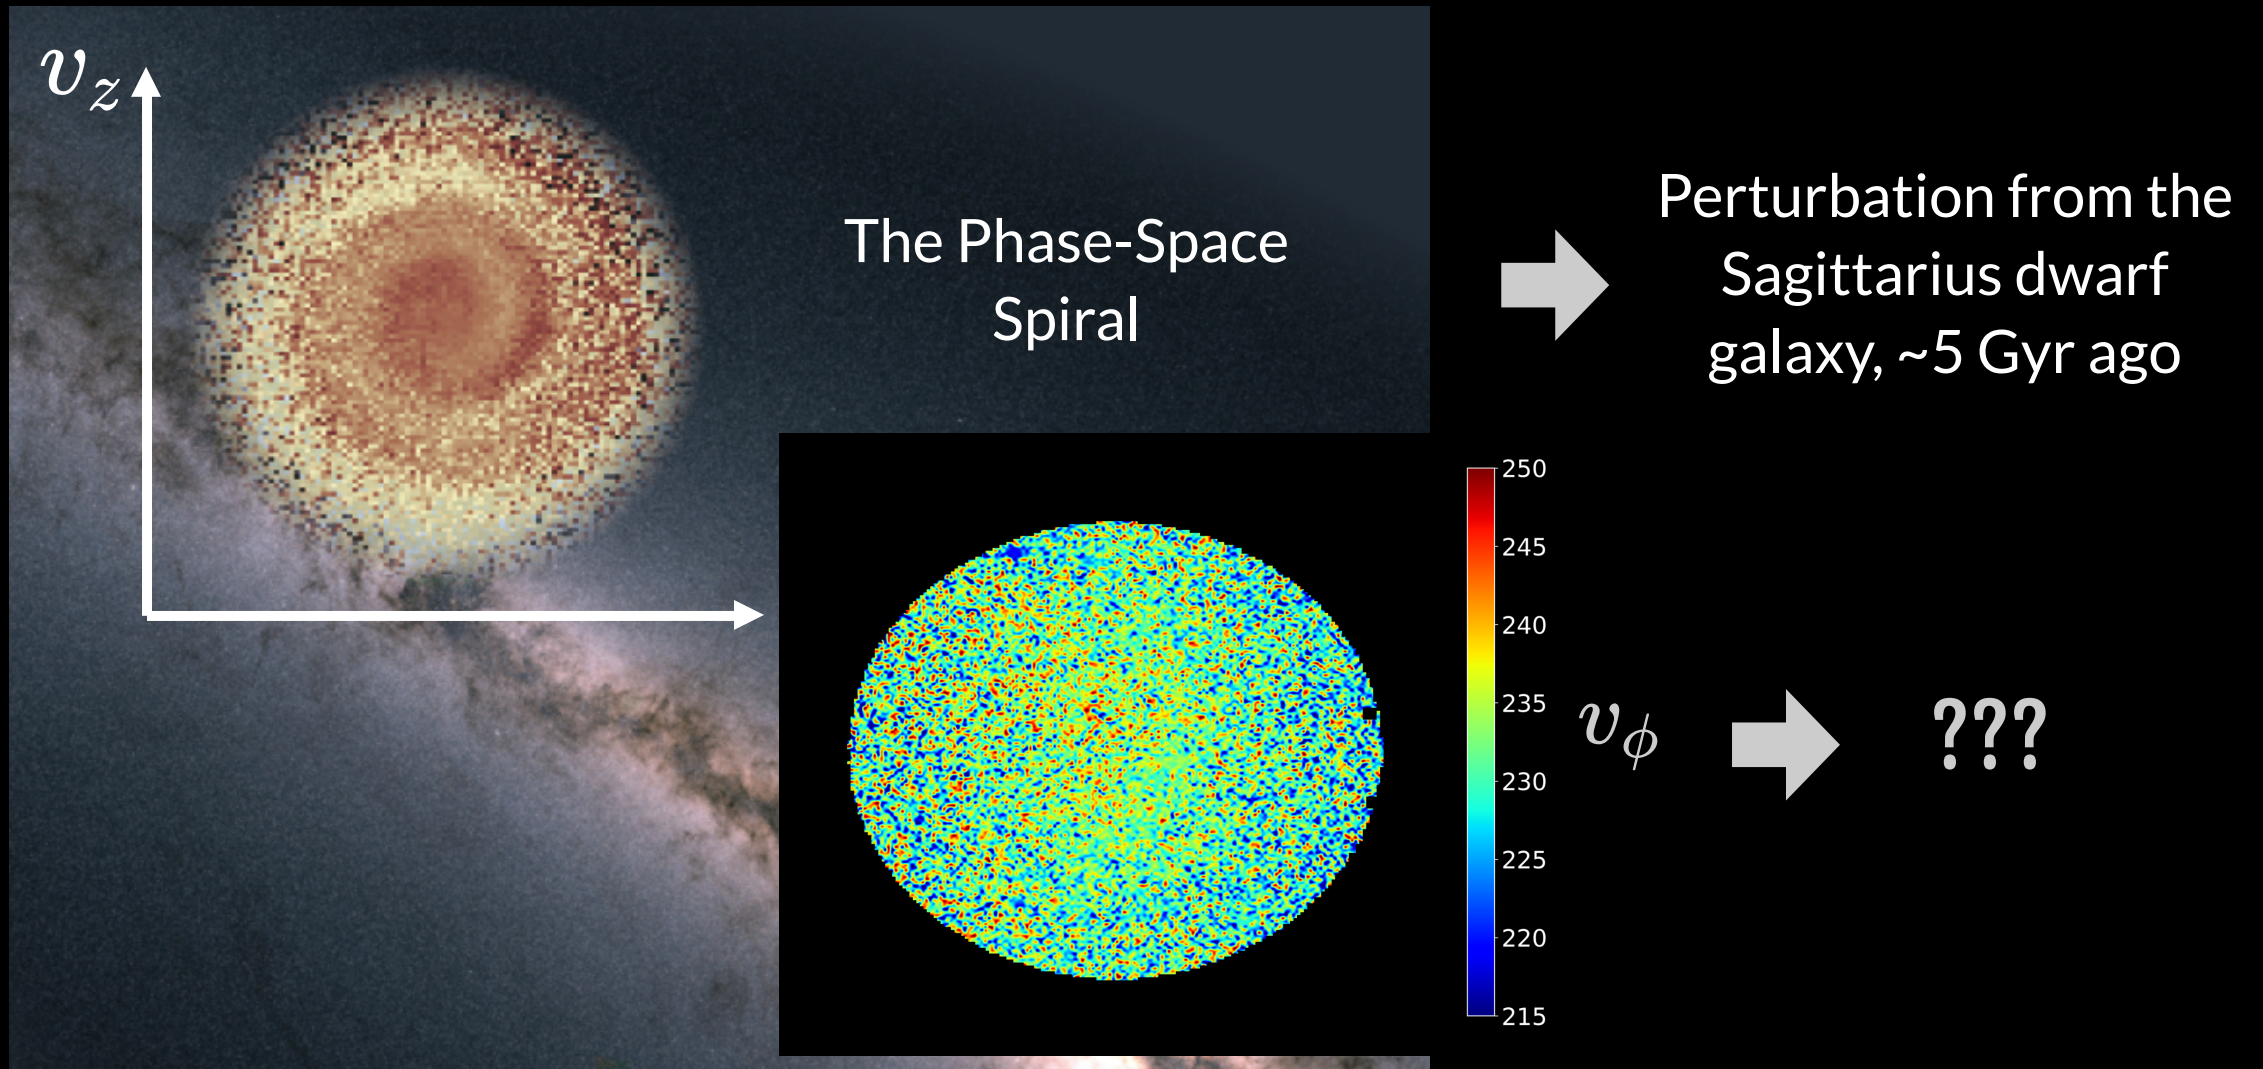 v_z
The Phase-Space
Spiral
Perturbation from the
Sagittarius dwarf
galaxy, ~5 Gyr ago
250
245
240
235
230
225
220
215
v_ϕ
???